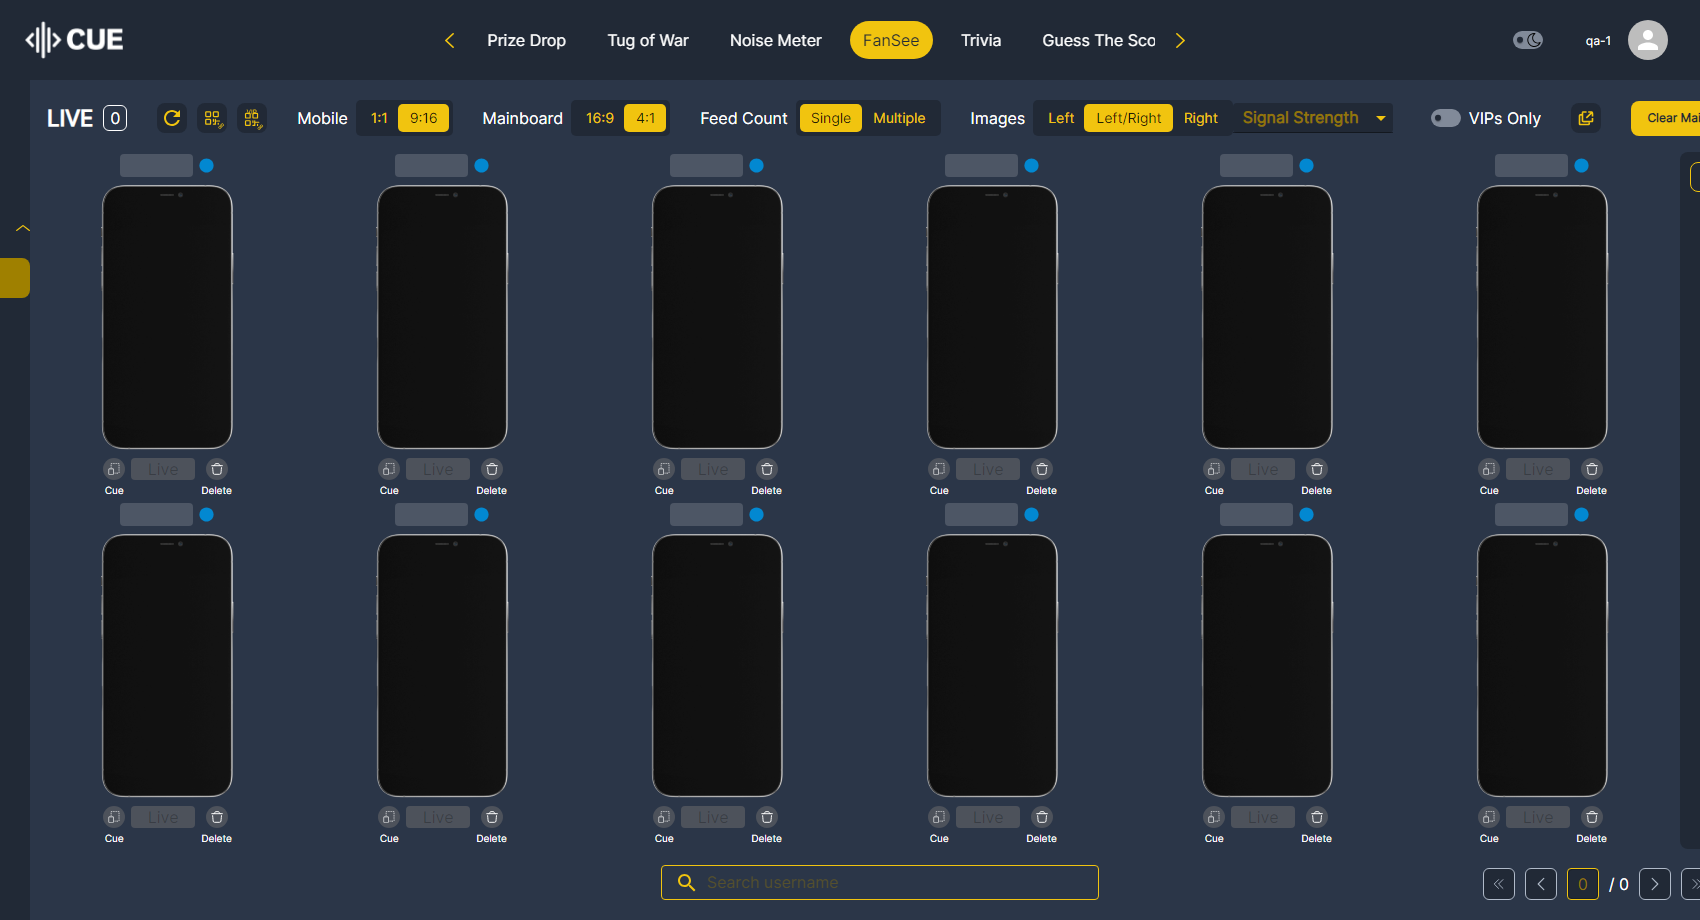 CUE
Prize Drop Tug of War Noise Meter FanSee Trivia Guess The Sco
qa-1
LIVE 0 Mobile 1:1 9:16 Mainboard 16:9 4:1 Feed Count Single Multiple Images Left Left/Right Right Signal Strength VIPs Only Clear Mai
Live Live Live Live Live Live
Cue Delete Cue Delete Cue Delete Cue Delete Cue Delete Cue Delete
Live Live Live Live Live Live
Cue Delete Cue Delete Cue Delete Cue Delete Cue Delete Cue Delete
Search username
0 / 0